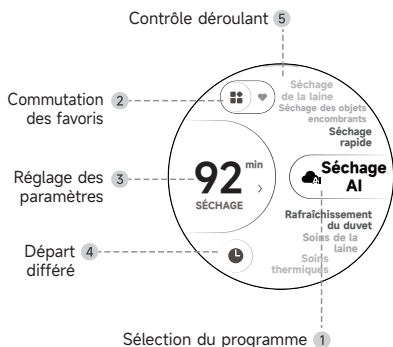 Contrôle déroulant 5
Commutation
des favoris
2
Séchage
de la laine
Séchage des objets
encombrants
Séchage
rapide
Réglage des
paramètres
3
92 min
›
SÉCHAGE
AI
Séchage
AI
Rafraîchissement
du duvet
Soins de la
laine
Soins
thermiques
Départ
différé
4
Sélection du programme 1